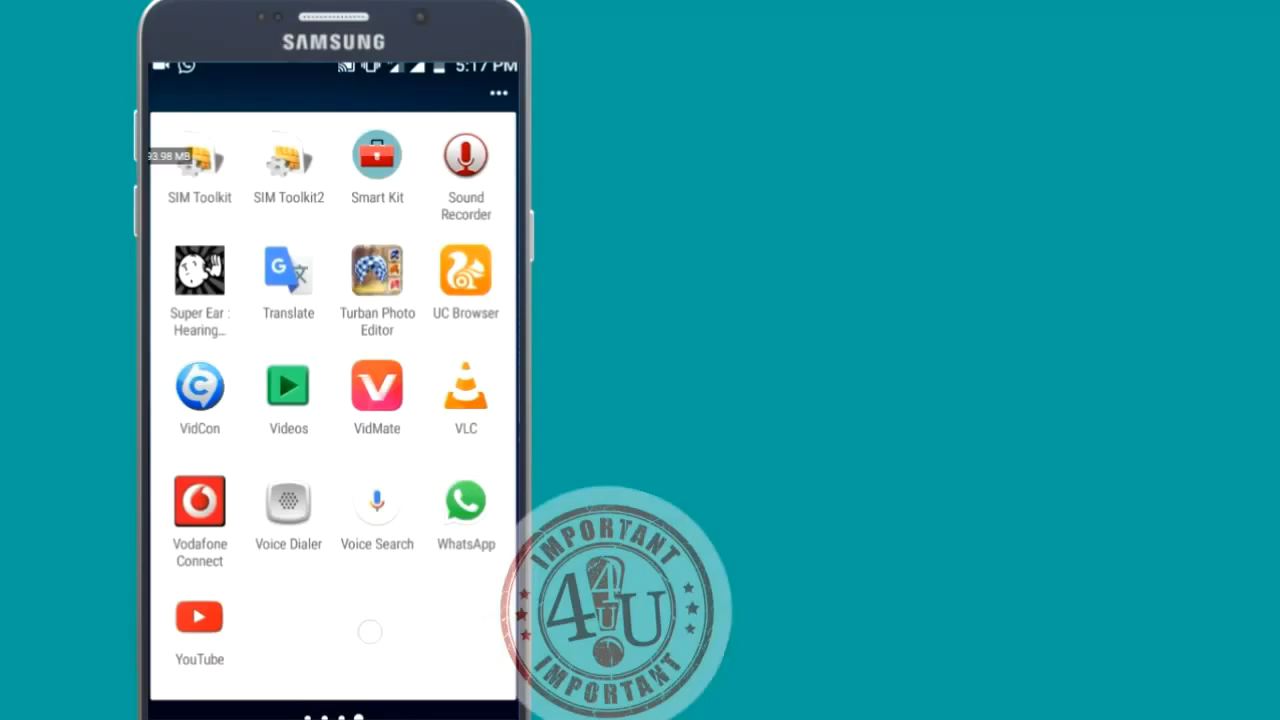 SAMSUNG
5:17 PM
93.98 MB
SIM Toolkit
SIM Toolkit2
Smart Kit
Sound
Recorder
Super Ear :
Hearing...
Translate
Turban Photo
Editor
UC Browser
VidCon
Videos
VidMate
VLC
Vodafone
Connect
Voice Dialer
Voice Search
WhatsApp
YouTube
IMPORTANT
44U
IMPORTANT